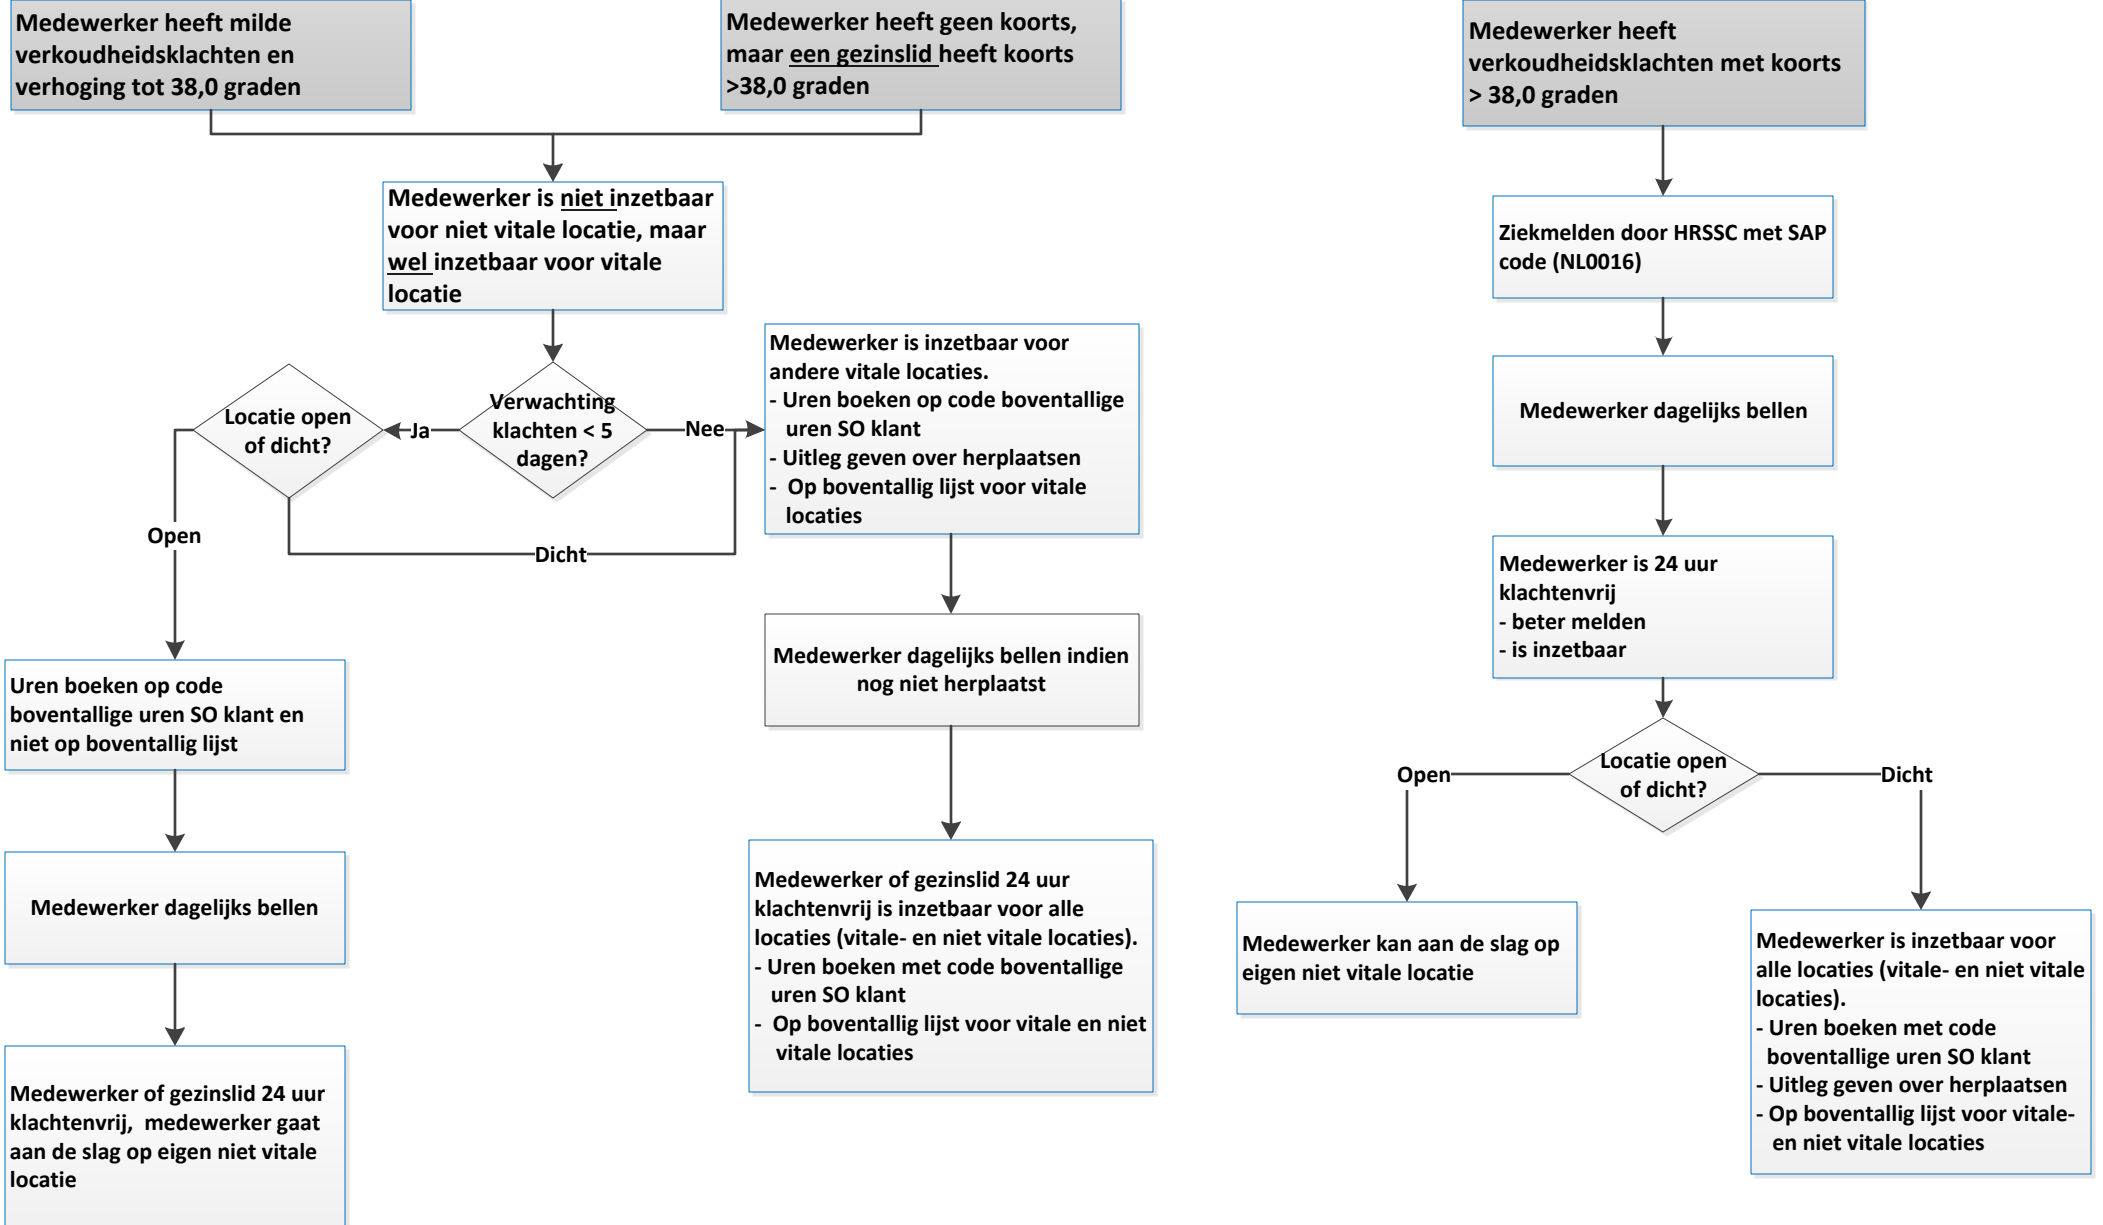 Medewerker heeft milde
verkoudheidsklachten en
verhoging tot 38,0 graden
Medewerker heeft geen koorts,
maar een gezinslid heeft koorts
>38,0 graden
Medewerker heeft
verkoudheidsklachten met koorts
> 38,0 graden
Medewerker is niet inzetbaar
voor niet vitale locatie, maar
wel inzetbaar voor vitale
locatie
Verwachting
klachten < 5
dagen?
Ja
Nee
Locatie open
of dicht?
Open
Dicht
Uren boeken op code
boventallige uren SO klant en
niet op boventallig lijst
Medewerker dagelijks bellen
Medewerker of gezinslid 24 uur
klachtenvrij, medewerker gaat
aan de slag op eigen niet vitale
locatie
Medewerker is inzetbaar voor
andere vitale locaties.
- Uren boeken op code boventallige
uren SO klant
- Uitleg geven over herplaatsen
- Op boventallig lijst voor vitale
locaties
Medewerker dagelijks bellen indien
nog niet herplaatst
Medewerker of gezinslid 24 uur
klachtenvrij is inzetbaar voor alle
locaties (vitale- en niet vitale locaties).
- Uren boeken met code boventallige
uren SO klant
- Op boventallig lijst voor vitale en niet
vitale locaties
Ziekmelden door HRSSC met SAP
code (NL0016)
Medewerker dagelijks bellen
Medewerker is 24 uur
klachtenvrij
- beter melden
- is inzetbaar
Locatie open
of dicht?
Open
Dicht
Medewerker kan aan de slag op
eigen niet vitale locatie
Medewerker is inzetbaar voor
alle locaties (vitale- en niet vitale
locaties).
- Uren boeken met code
boventallige uren SO klant
- Uitleg geven over herplaatsen
- Op boventallig lijst voor vitale-
en niet vitale locaties